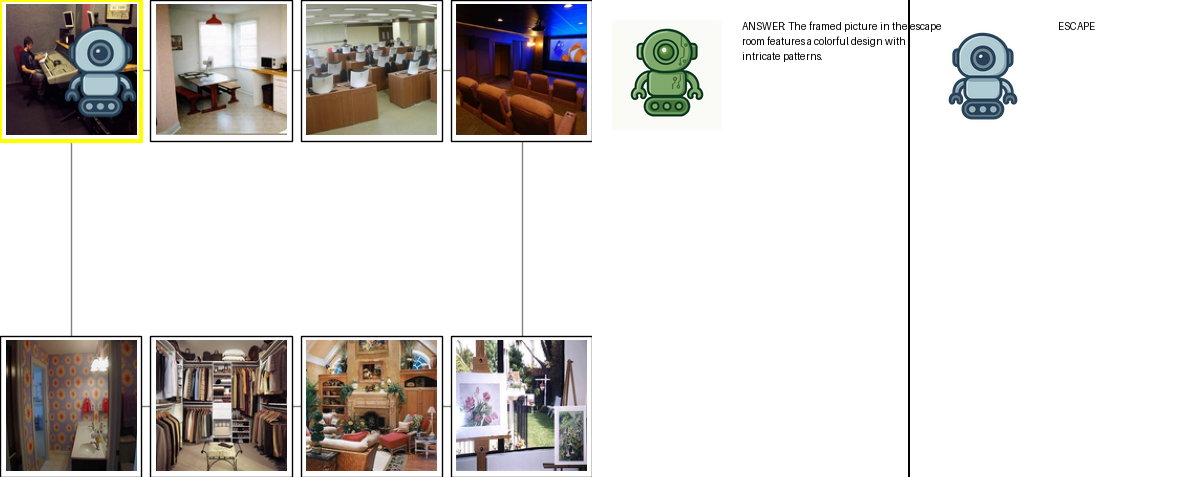 ANSWER: The framed picture in the escape
room features a colorful design with
intricate patterns.
ESCAPE